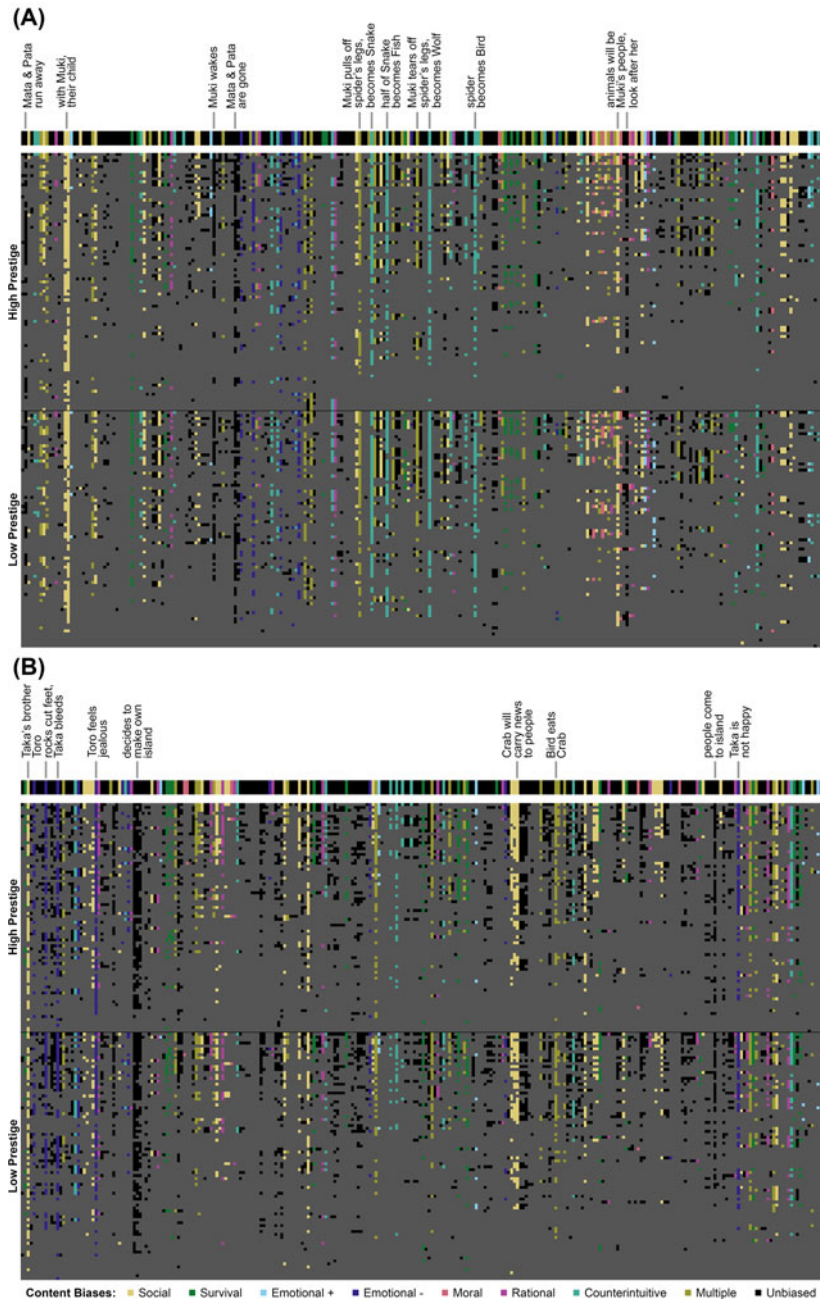 (A)
Mata & Pata
run away
with Muki,
their child
Muki wakes
Mata & Pata
are gone
Muki pulls off
spider's legs,
becomes Snake
half of Snake
becomes Fish
Muki tears off
spider's legs,
becomes Wolf
spider
becomes Bird
animals will be
Muki's people,
look after her
High Prestige
Low Prestige
(B)
Taka's brother
Toro
rocks cut feet,
Taka bleeds
Toro feels
jealous
decides to
make own
island
Crab will
carry news
to people
Bird eats
Crab
people come
to island
Taka is
not happy
High Prestige
Low Prestige
Content Biases: Social Survival Emotional + Emotional - Moral Rational Counterintuitive Multiple Unbiased